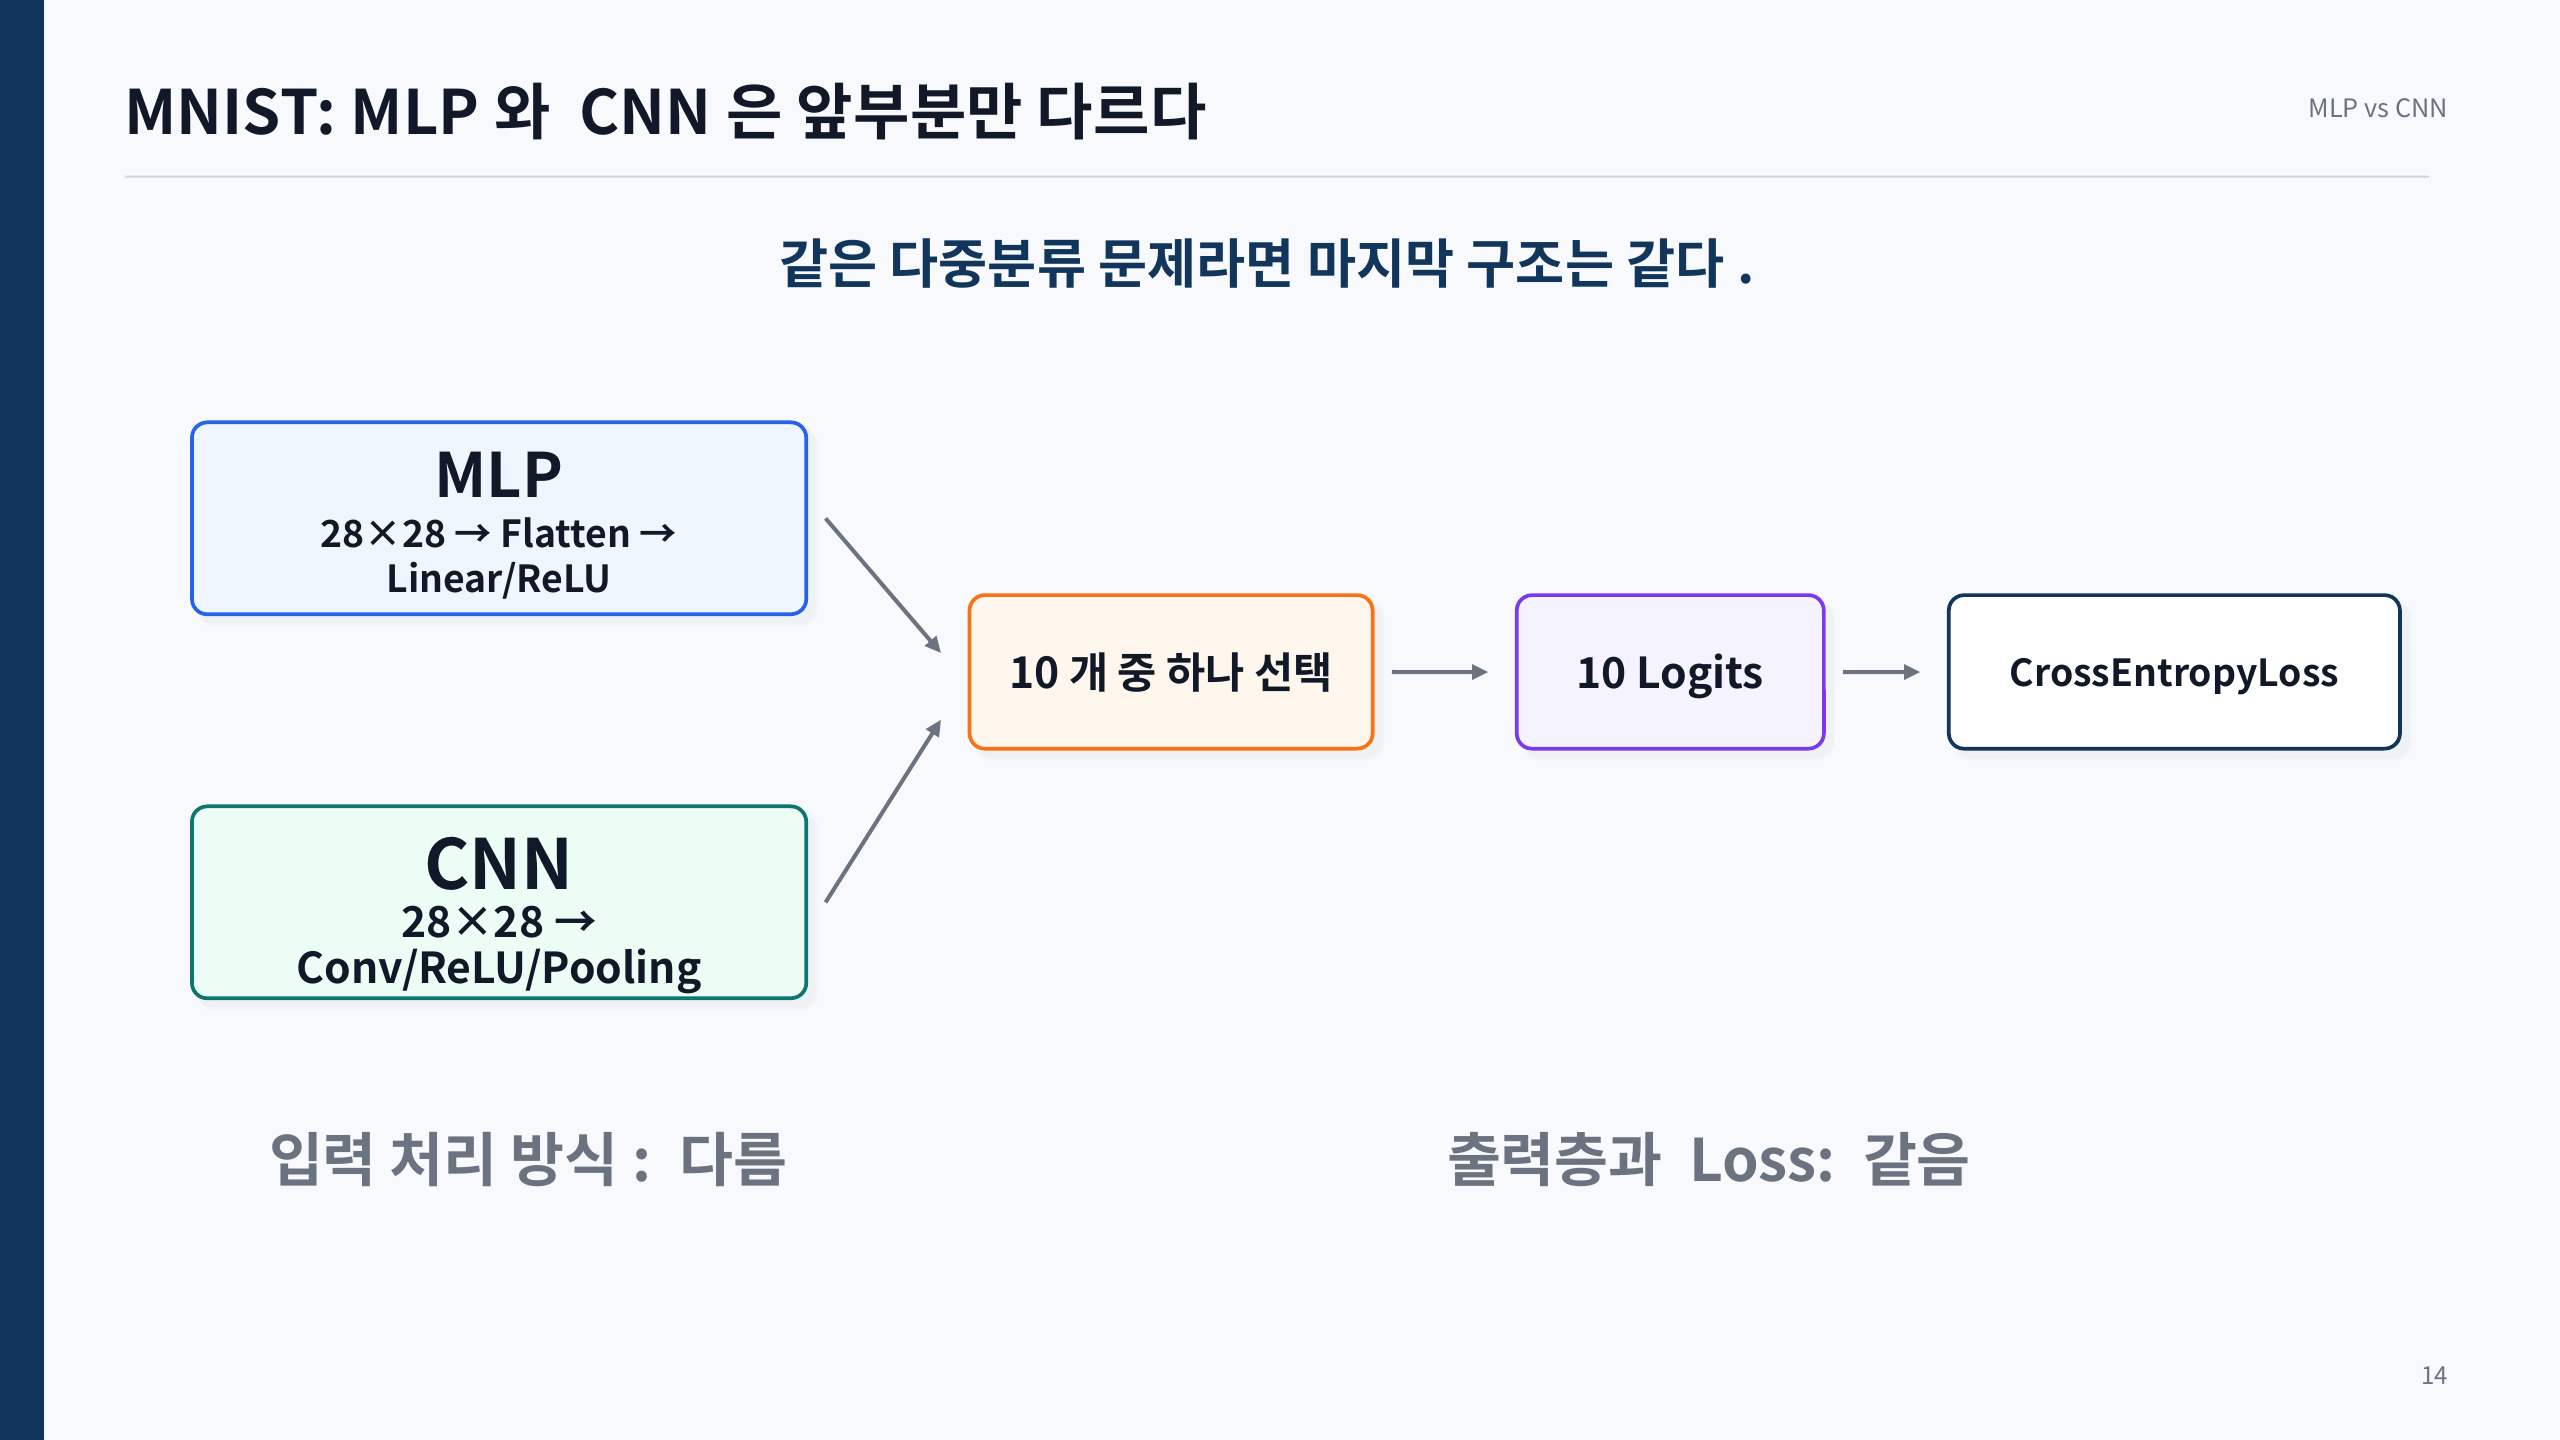 MNIST: MLP 와  CNN 은 앞부분만 다르다
MLP vs CNN
같은 다중분류 문제라면 마지막 구조는 같다 .
MLP
28×28 → Flatten →
Linear/ReLU
10 개 중 하나 선택
10 Logits
CrossEntropyLoss
CNN
28×28 →
Conv/ReLU/Pooling
입력 처리 방식 :  다름
출력층과  Loss:  같음
14